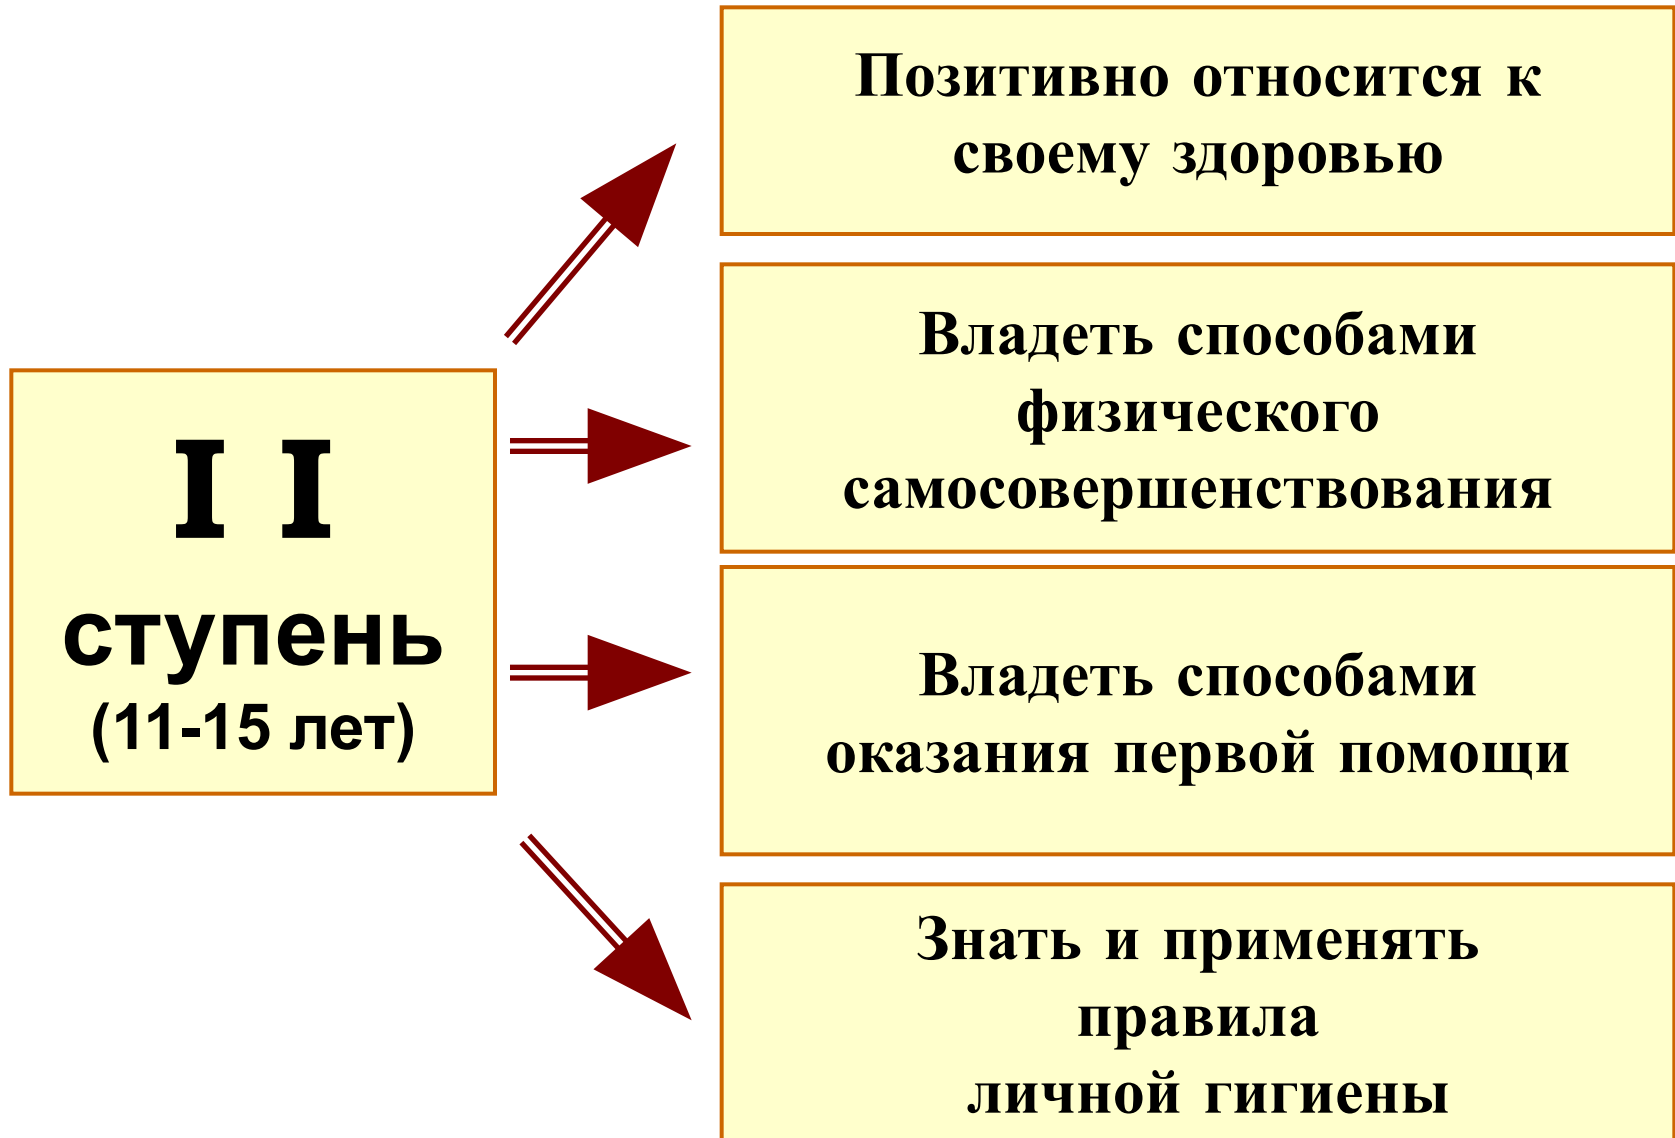 Позитивно относится к
своему здоровью
Владеть способами
физического
самосовершенствования
I I
ступень
(11-15 лет)
Владеть способами
оказания первой помощи
Знать и применять
правила
личной гигиены